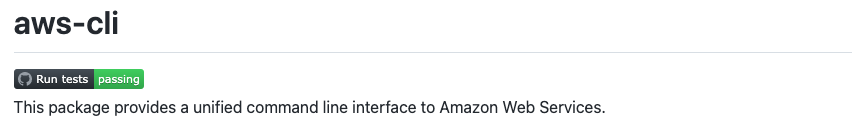 aws-cli
Run tests passing
This package provides a unified command line interface to Amazon Web Services.